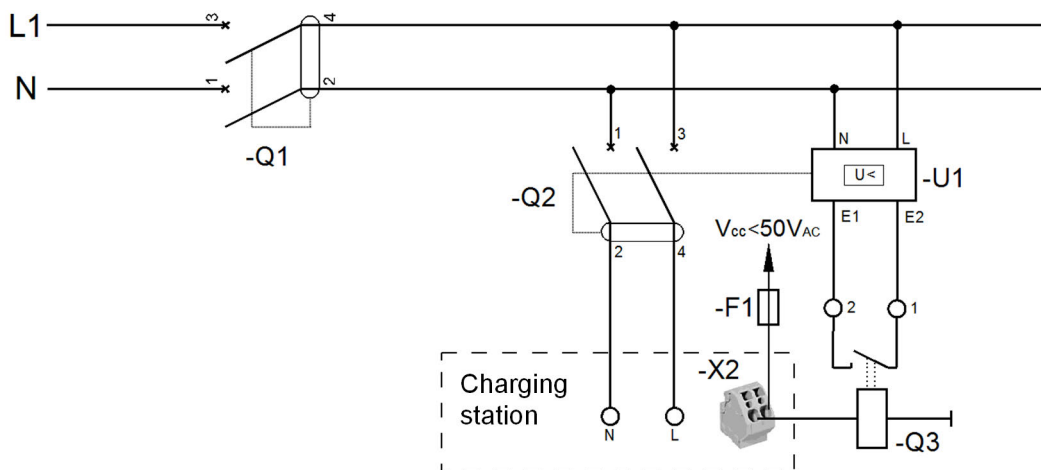 L1
3
4
N
1
2
-Q1
1
3
N
L
-Q2
U<
-U1
2
4
E1
E2
Vcc<50VAC
-F1
2
1
Charging
station
-X2
N
L
-Q3